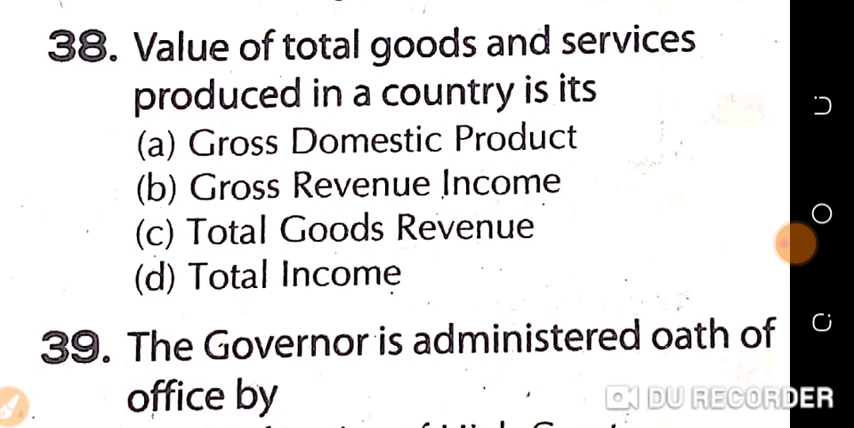 38. Value of total goods and services
produced in a country is its
(a) Gross Domestic Product
(b) Gross Revenue Income
(c) Total Goods Revenue
(d) Total Income
39. The Governor is administered oath of
office by
DU RECORDER